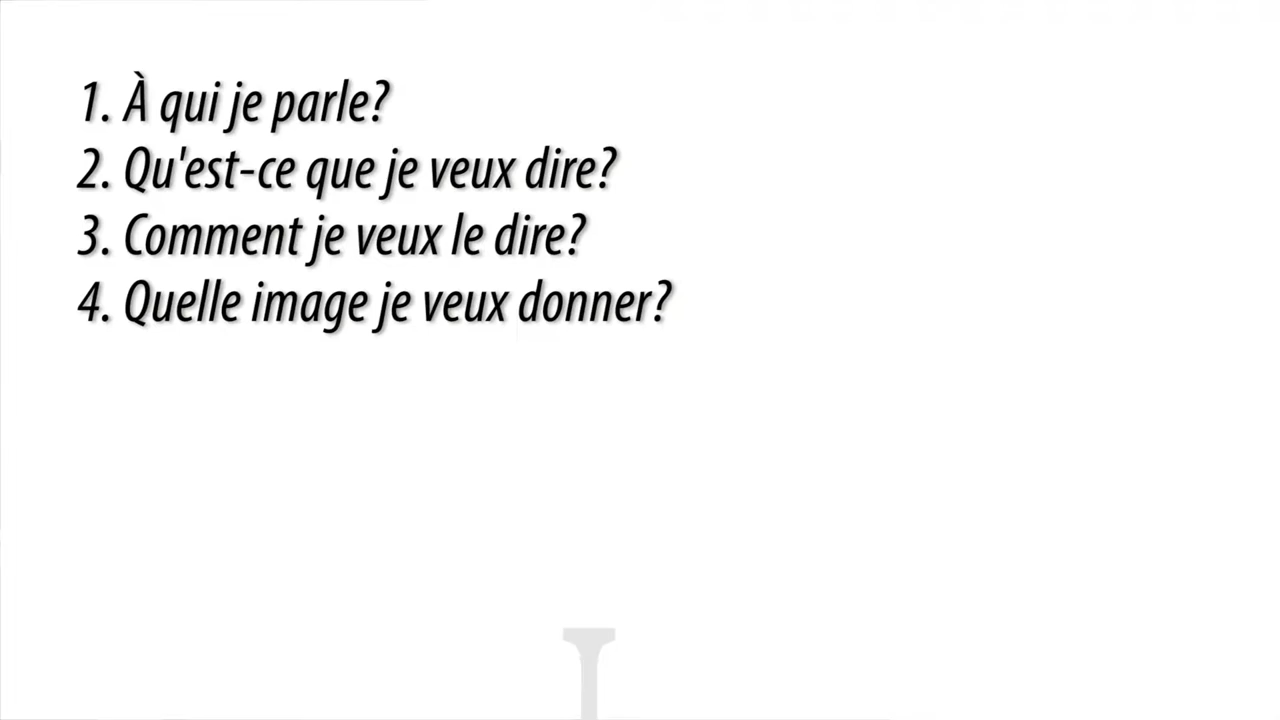 1. À qui je parle?
2. Qu'est-ce que je veux dire?
3. Comment je veux le dire?
4. Quelle image je veux donner?